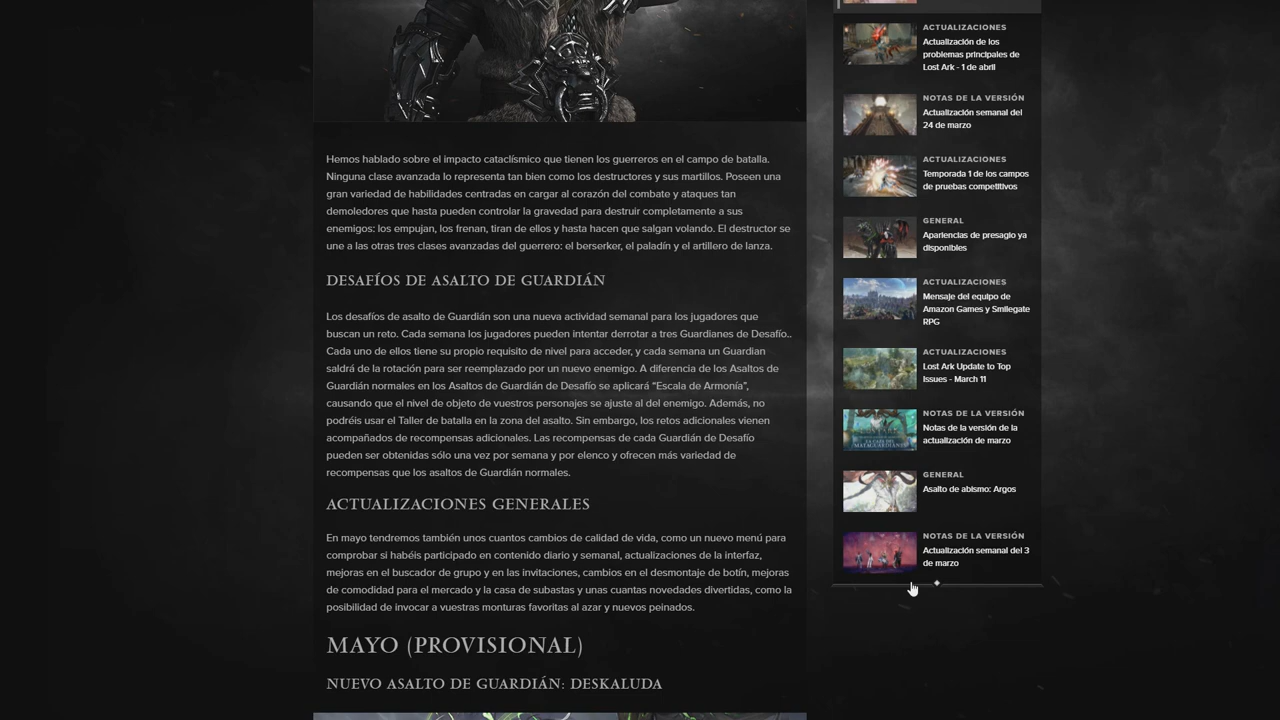 Hemos hablado sobre el impacto cataclísmico que tienen los guerreros en el campo de batalla.
Ninguna clase avanzada lo representa tan bien como los destructores y sus martillos. Poseen una
gran variedad de habilidades centradas en cargar al corazón del combate y ataques tan
demoledores que hasta pueden controlar la gravedad para destruir completamente a sus
enemigos: los empujan, los frenan, tiran de ellos y hasta hacen que salgan volando. El destructor se
une a las otras tres clases avanzadas del guerrero: el berserker, el paladín y el artillero de lanza.
DESAFÍOS DE ASALTO DE GUARDIÁN
Los desafíos de asalto de Guardián son una nueva actividad semanal para los jugadores que
buscan un reto. Cada semana los jugadores pueden intentar derrotar a tres Guardianes de Desafío..
Cada uno de ellos tiene su propio requisito de nivel para acceder, y cada semana un Guardian
saldrá de la rotación para ser reemplazado por un nuevo enemigo. A diferencia de los Asaltos de
Guardián normales en los Asaltos de Guardián de Desafío se aplicará “Escala de Armonía”,
causando que el nivel de objeto de vuestros personajes se ajuste al del enemigo. Además, no
podréis usar el Taller de batalla en la zona del asalto. Sin embargo, los retos adicionales vienen
acompañados de recompensas adicionales. Las recompensas de cada Guardián de Desafío
pueden ser obtenidas sólo una vez por semana y por elenco y ofrecen más variedad de
recompensas que los asaltos de Guardián normales.
ACTUALIZACIONES GENERALES
En mayo tendremos también unos cuantos cambios de calidad de vida, como un nuevo menú para
comprobar si habéis participado en contenido diario y semanal, actualizaciones de la interfaz,
mejoras en el buscador de grupo y en las invitaciones, cambios en el desmontaje de botín, mejoras
de comodidad para el mercado y la casa de subastas y unas cuantas novedades divertidas, como la
posibilidad de invocar a vuestras monturas favoritas al azar y nuevos peinados.
MAYO (PROVISIONAL)
NUEVO ASALTO DE GUARDIÁN: DESKALUDA
ACTUALIZACIONES
Actualización de los
problemas principales de
Lost Ark - 1 de abril
NOTAS DE LA VERSIÓN
Actualización semanal del
24 de marzo
ACTUALIZACIONES
Temporada 1 de los campos
de pruebas competitivos
GENERAL
Apariencias de presagio ya
disponibles
ACTUALIZACIONES
Mensaje del equipo de
Amazon Games y Smilegate
RPG
ACTUALIZACIONES
Lost Ark Update to Top
Issues - March 11
NOTAS DE LA VERSIÓN
Notas de la versión de la
actualización de marzo
GENERAL
Asalto de abismo: Argos
NOTAS DE LA VERSIÓN
Actualización semanal del 3
de marzo